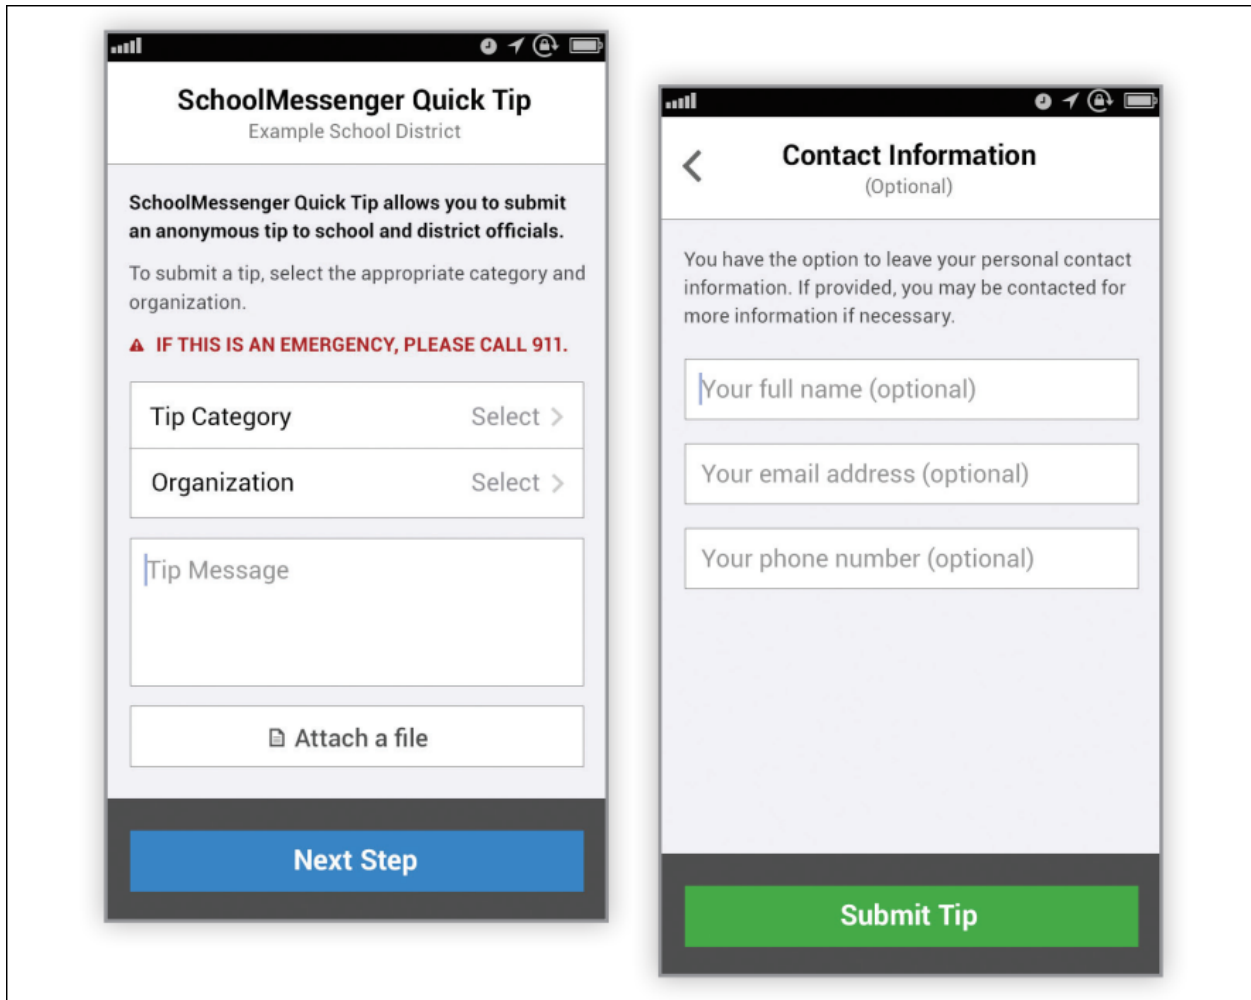 SchoolMessenger Quick Tip
Example School District
SchoolMessenger Quick Tip allows you to submit
an anonymous tip to school and district officials.
To submit a tip, select the appropriate category and
organization.
IF THIS IS AN EMERGENCY, PLEASE CALL 911.
Tip Category Select >
Organization Select >
Tip Message
Attach a file
Next Step
Contact Information
(Optional)
You have the option to leave your personal contact
information. If provided, you may be contacted for
more information if necessary.
Your full name (optional)
Your email address (optional)
Your phone number (optional)
Submit Tip